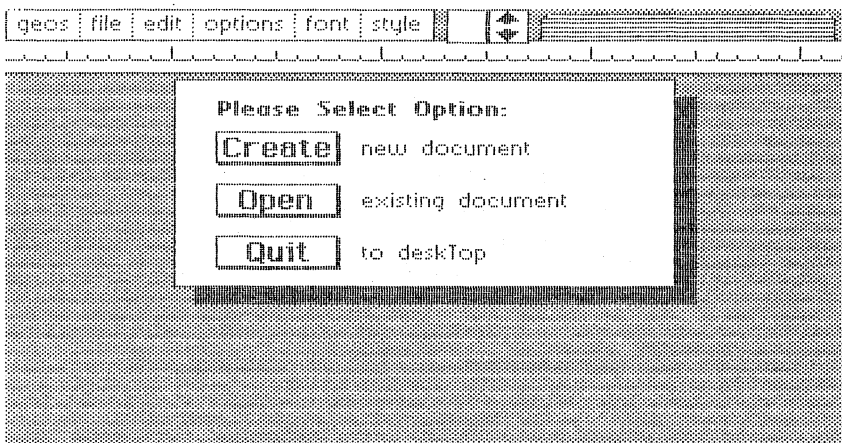 geos file edit options font style
Please Select Option:
Create new document
Open existing document
Quit to deskTop